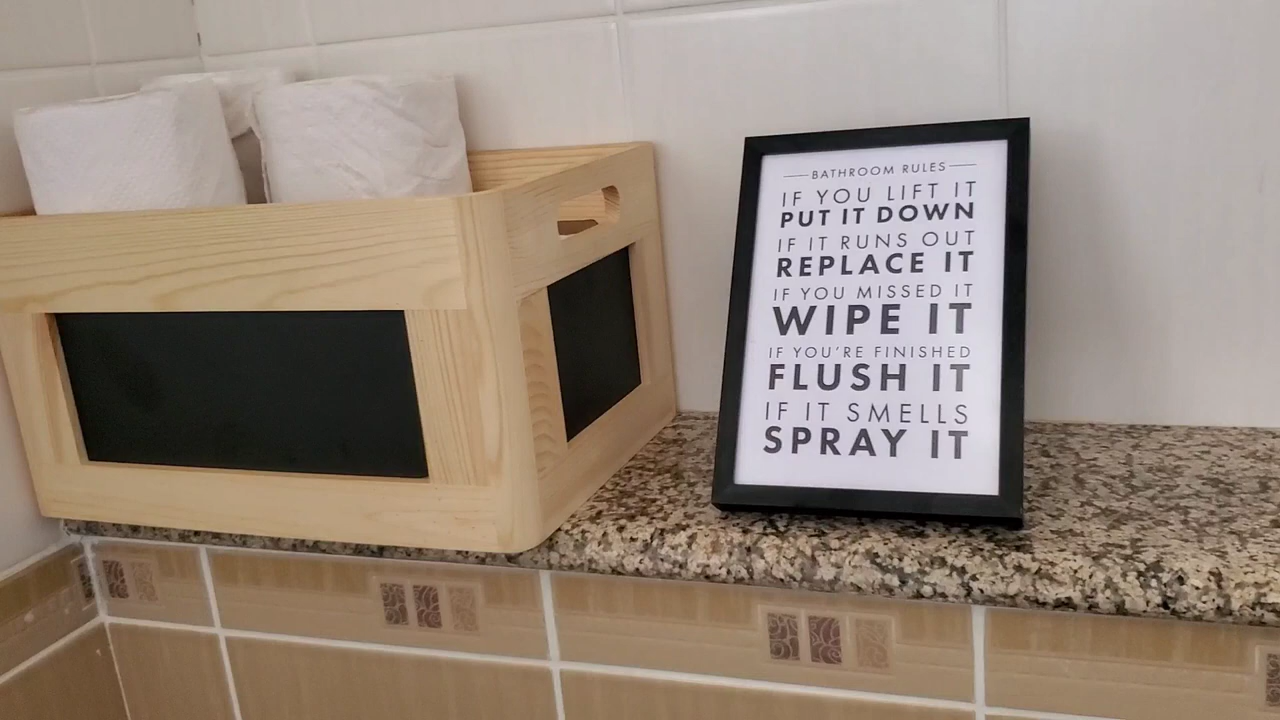 BATHROOM RULES
IF YOU LIFT IT
PUT IT DOWN
IF IT RUNS OUT
REPLACE IT
IF YOU MISSED IT
WIPE IT
IF YOU'RE FINISHED
FLUSH IT
IF IT SMELLS
SPRAY IT